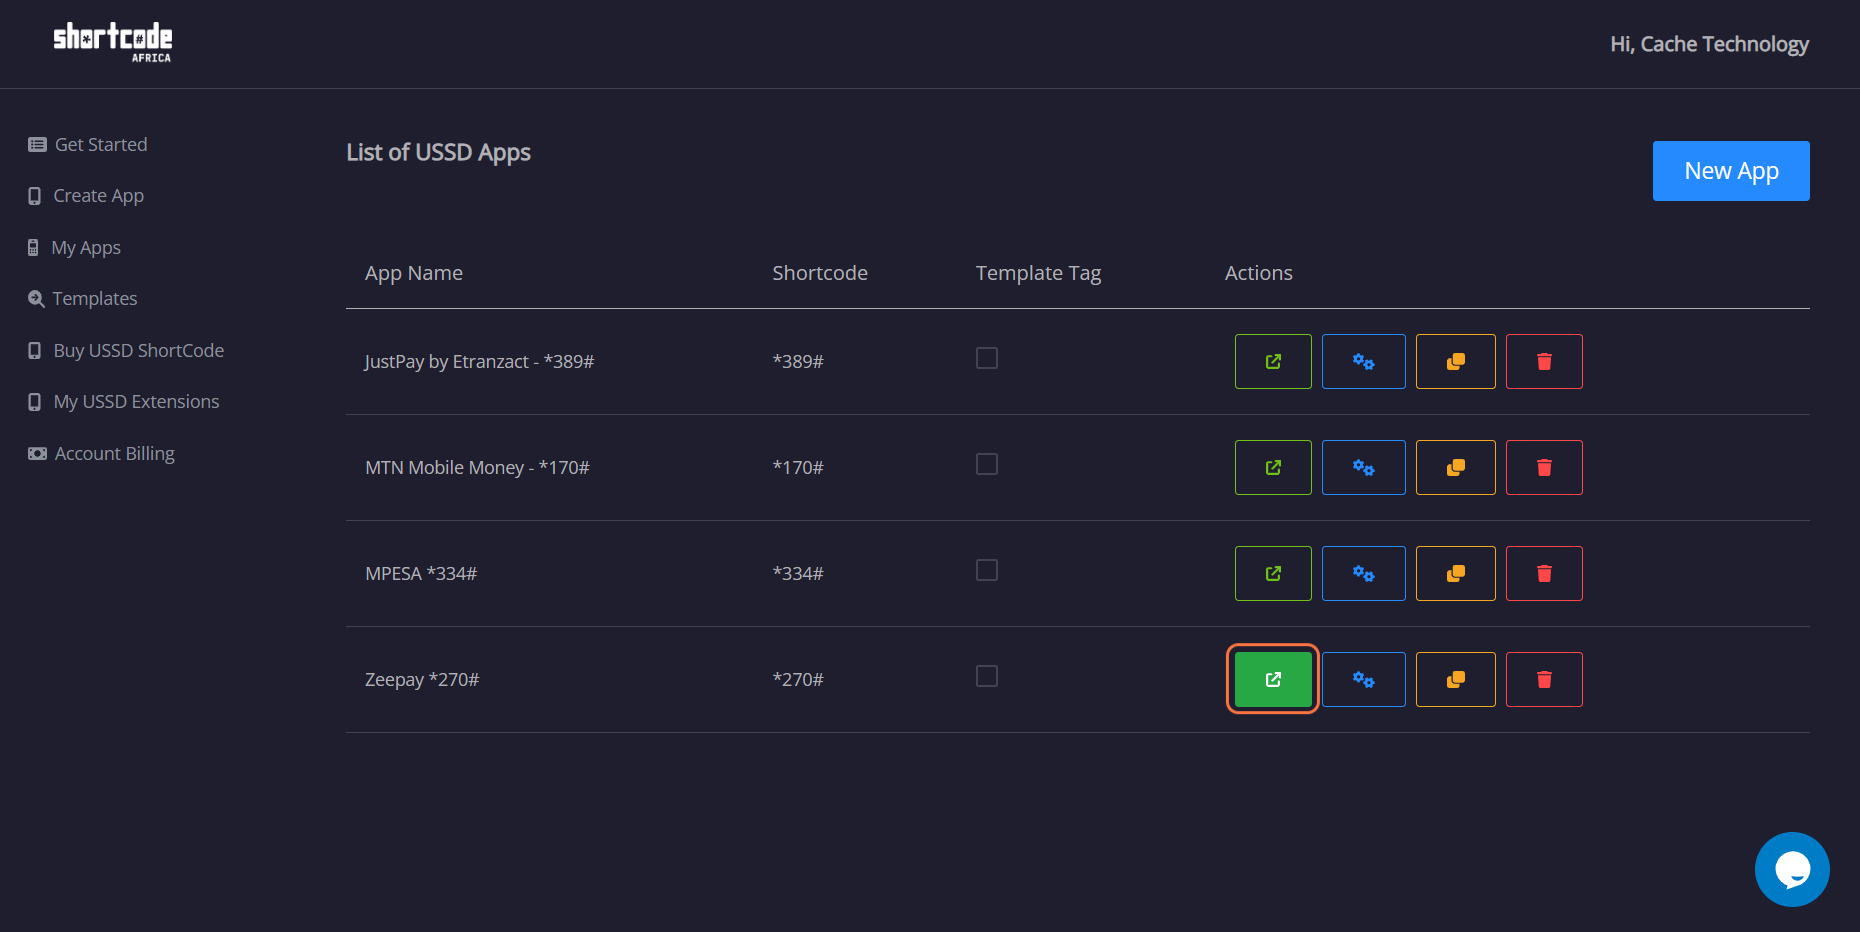 shortcode
AFRICA
Hi, Cache Technology
Get Started
Create App
My Apps
Templates
Buy USSD ShortCode
My USSD Extensions
Account Billing
List of USSD Apps
New App
App Name Shortcode Template Tag Actions
JustPay by Etranzact - *389# *389#
MTN Mobile Money - *170# *170#
MPESA *334# *334#
Zeepay *270# *270#